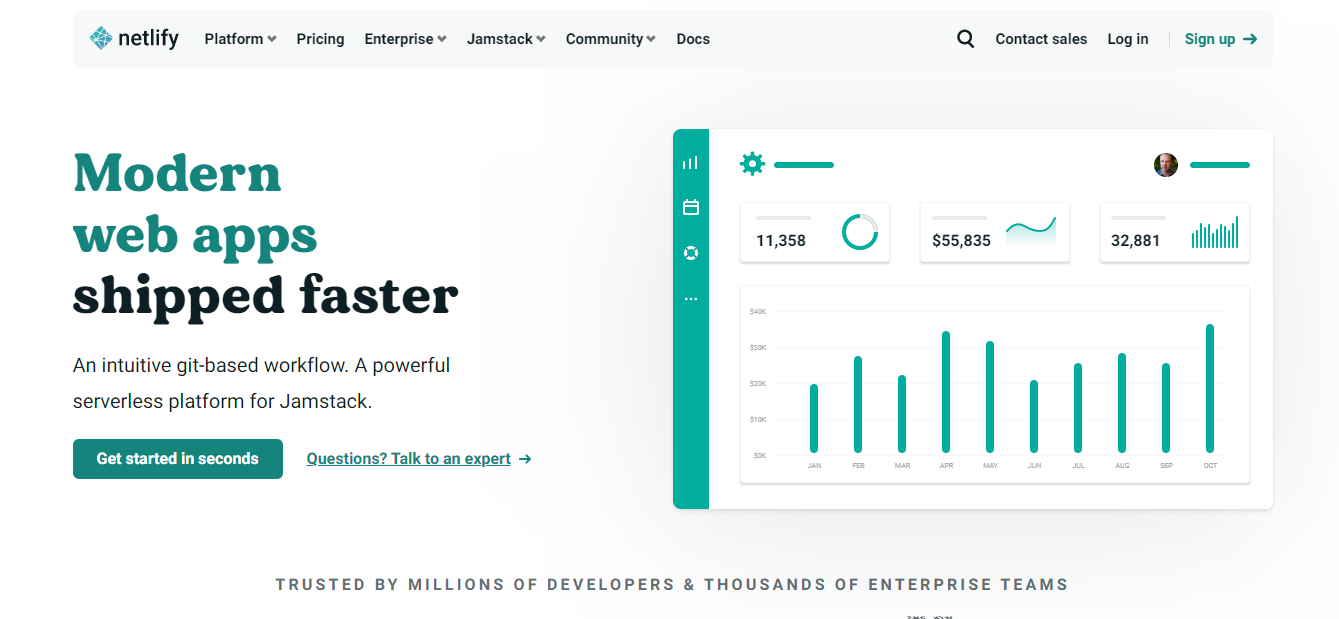 netlify
Platform
Pricing
Enterprise
Jamstack
Community
Docs
Contact sales
Log in
Sign up →
Modern
web apps
shipped faster
An intuitive git-based workflow. A powerful
serverless platform for Jamstack.
Get started in seconds
Questions? Talk to an expert →
11,358
$55,835
32,881
$40K
$30K
$20K
$10K
$0K
JAN FEB MAR APR MAY JUN JUL AUG SEP OCT
TRUSTED BY MILLIONS OF DEVELOPERS & THOUSANDS OF ENTERPRISE TEAMS